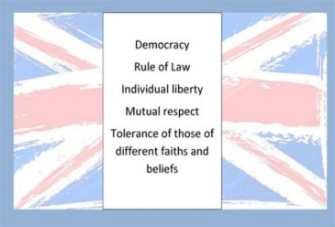 Democracy
Rule of Law
Individual liberty
Mutual respect
Tolerance of those of
different faiths and
beliefs